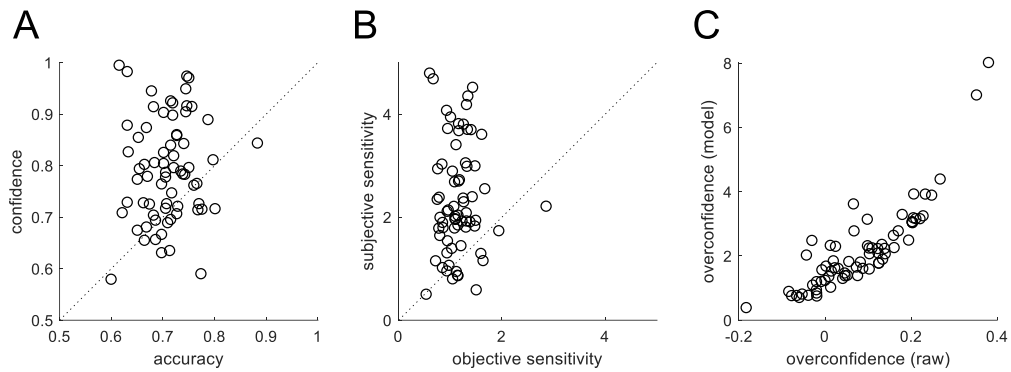 A
confidence
1
0.9
0.8
0.7
0.6
0.5
0.5 0.6 0.7 0.8 0.9 1
accuracy
B
subjective sensitivity
4
2
0
0 2 4
objective sensitivity
C
overconfidence (model)
8
6
4
2
0
-0.2 0 0.2 0.4
overconfidence (raw)